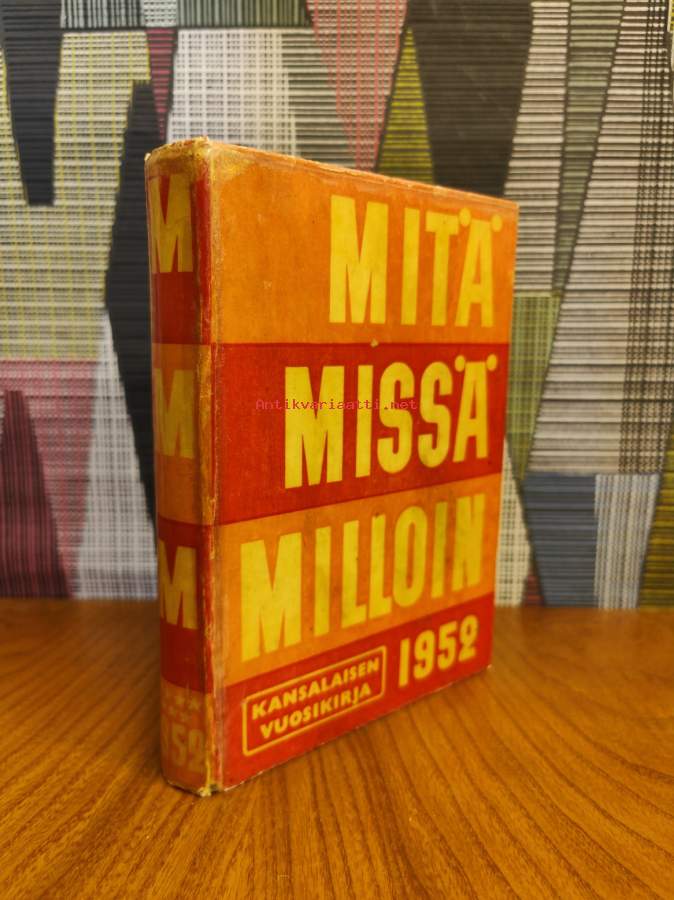 M
M
M
1952
MITÄ
MISSÄ
Antikvariaatti.net
MILLOIN
1952
KANSALAISEN
VUOSIKIRJA